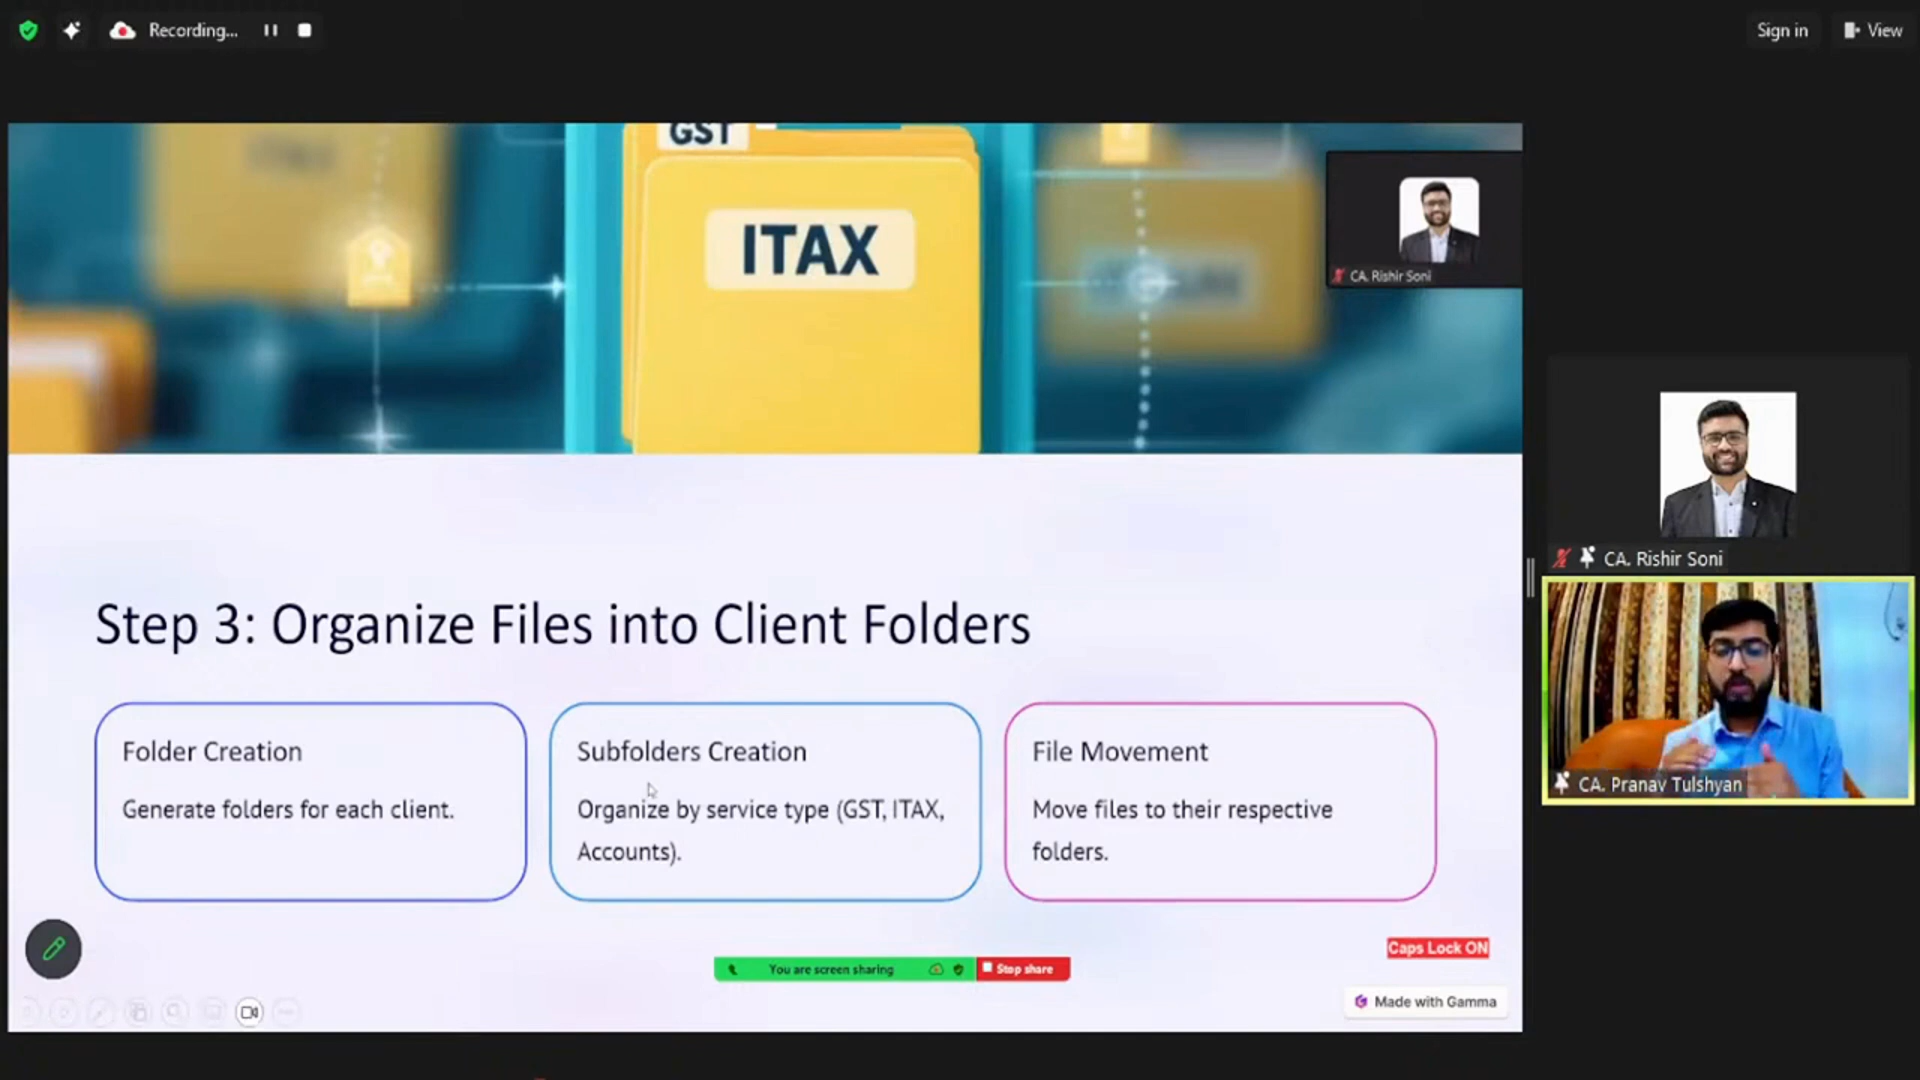 Recording...
Sign in
View
GST
ITAX
CA. Rishir Soni
CA. Rishir Soni
CA. Pranav Tulshyan
Step 3: Organize Files into Client Folders
Folder Creation
Generate folders for each client.
Subfolders Creation
Organize by service type (GST, ITAX,
Accounts).
File Movement
Move files to their respective
folders.
Caps Lock ON
You are screen sharing
Stop share
Made with Gamma